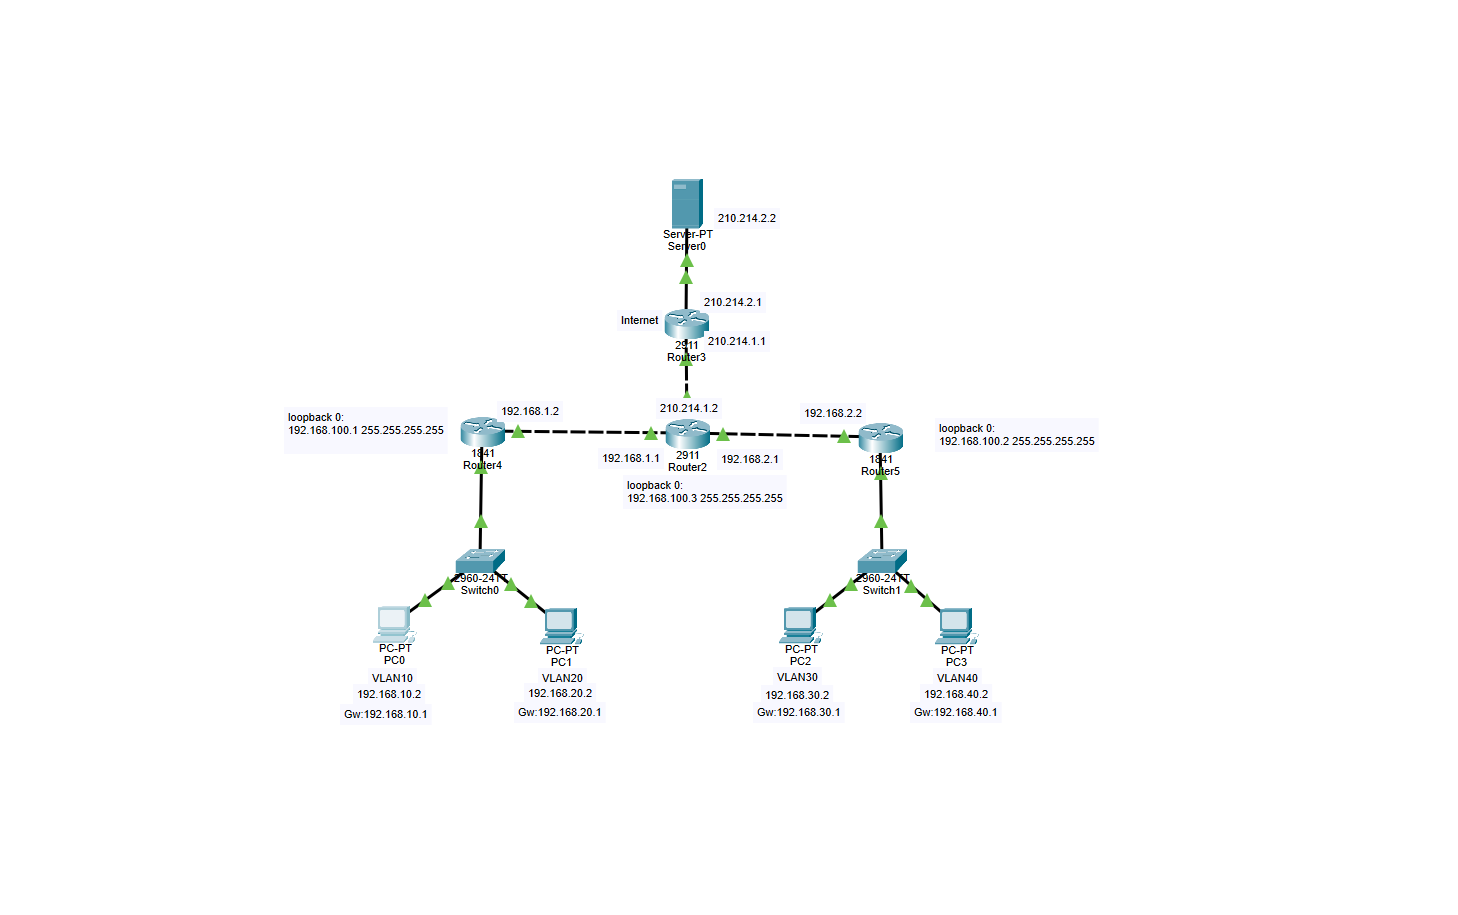 210.214.2.2
Server-PT
Server0
210.214.2.1
Internet
210.214.1.1
2911
Router3
210.214.1.2
loopback 0:
192.168.100.1 255.255.255.255
192.168.1.2
1841
Router4
192.168.1.1
2911
Router2
192.168.2.1
loopback 0:
192.168.100.3 255.255.255.255
192.168.2.2
1841
Router5
loopback 0:
192.168.100.2 255.255.255.255
2960-24TT
Switch0
2960-24TT
Switch1
PC-PT
PC0
VLAN10
192.168.10.2
Gw:192.168.10.1
PC-PT
PC1
VLAN20
192.168.20.2
Gw:192.168.20.1
PC-PT
PC2
VLAN30
192.168.30.2
Gw:192.168.30.1
PC-PT
PC3
VLAN40
192.168.40.2
Gw:192.168.40.1